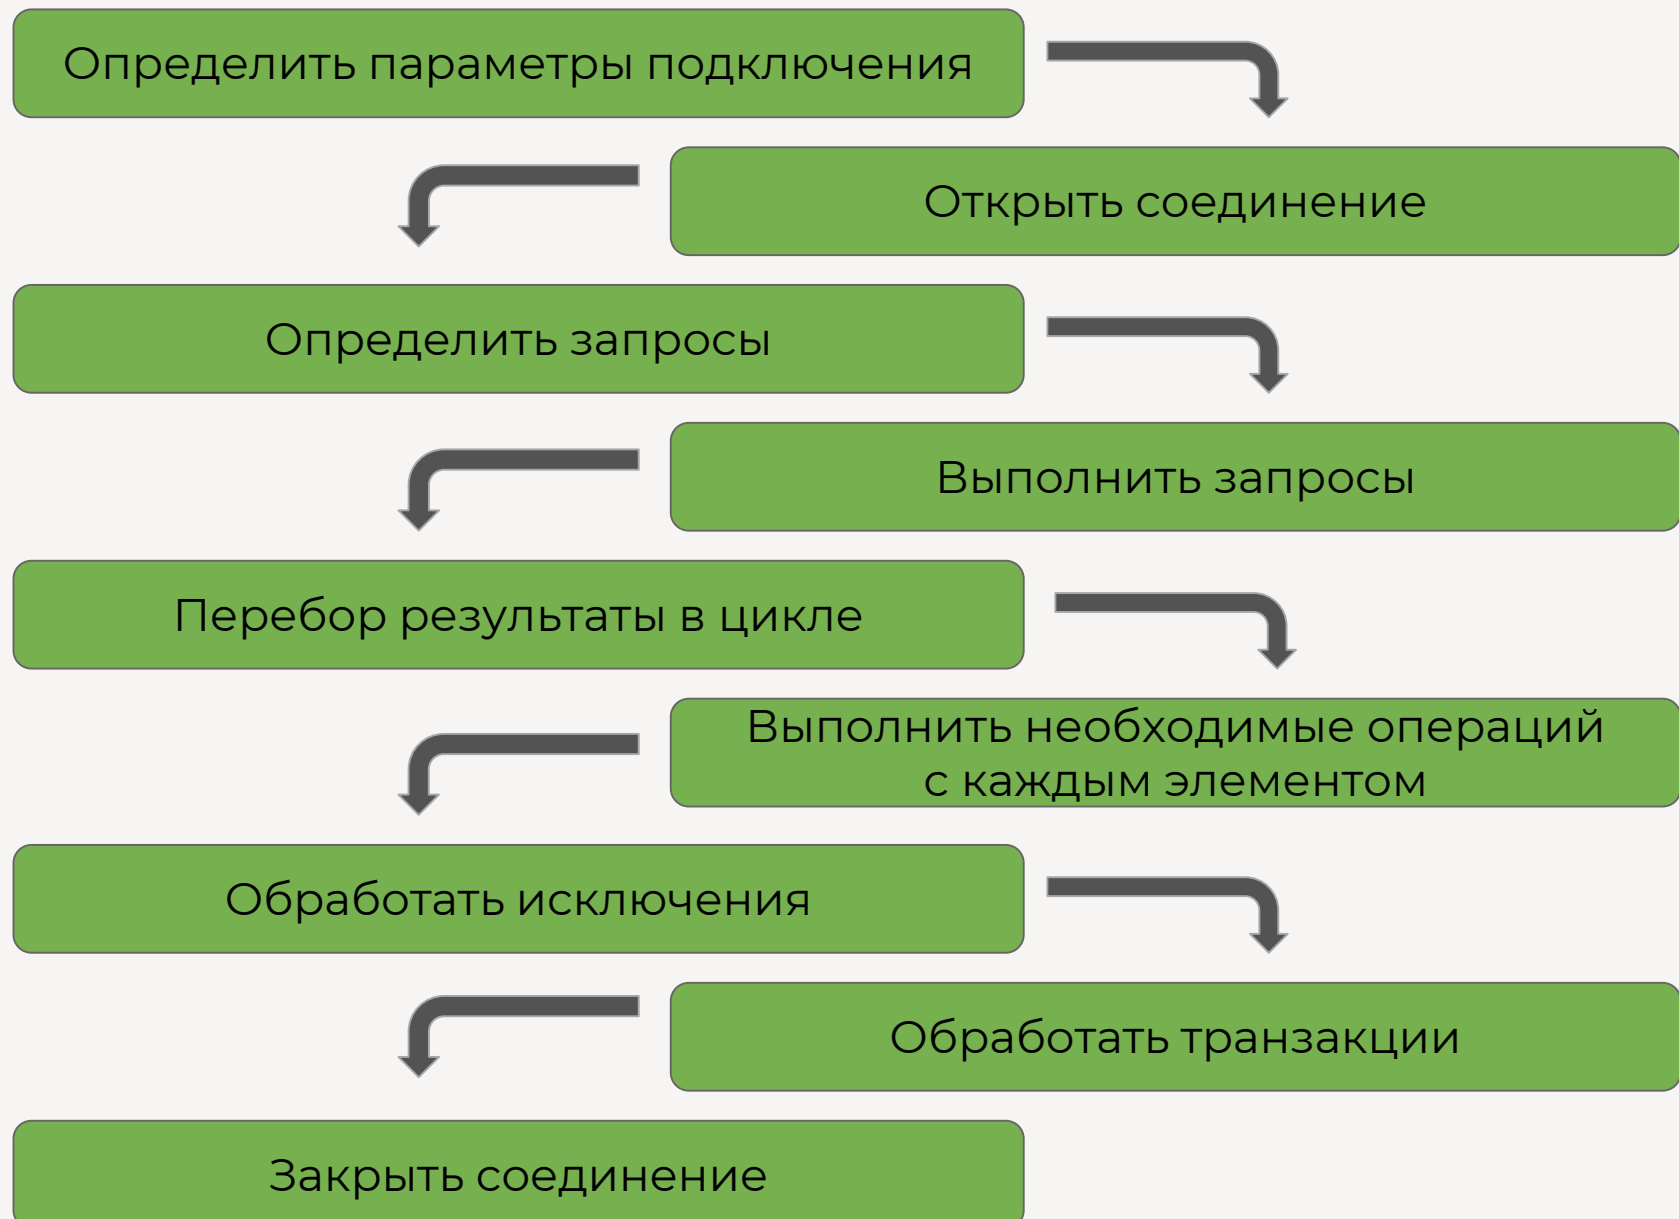 Определить параметры подключения
Открыть соединение
Определить запросы
Выполнить запросы
Перебор результаты в цикле
Выполнить необходимые операций
с каждым элементом
Обработать исключения
Обработать транзакции
Закрыть соединение